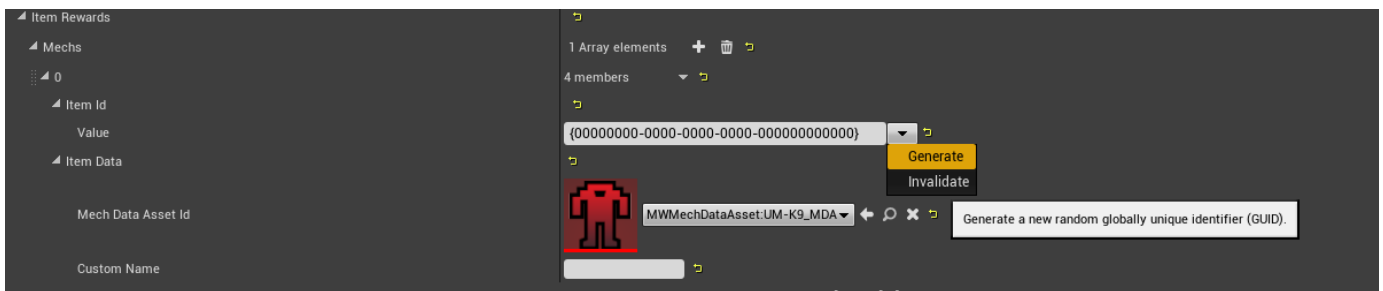 Item Rewards
Mechs
1 Array elements
0
4 members
Item Id
Value
{00000000-0000-0000-0000-000000000000}
Generate
Item Data
Invalidate
Mech Data Asset Id
MWMechDataAsset:UM-K9_MDA
Generate a new random globally unique identifier (GUID).
Custom Name